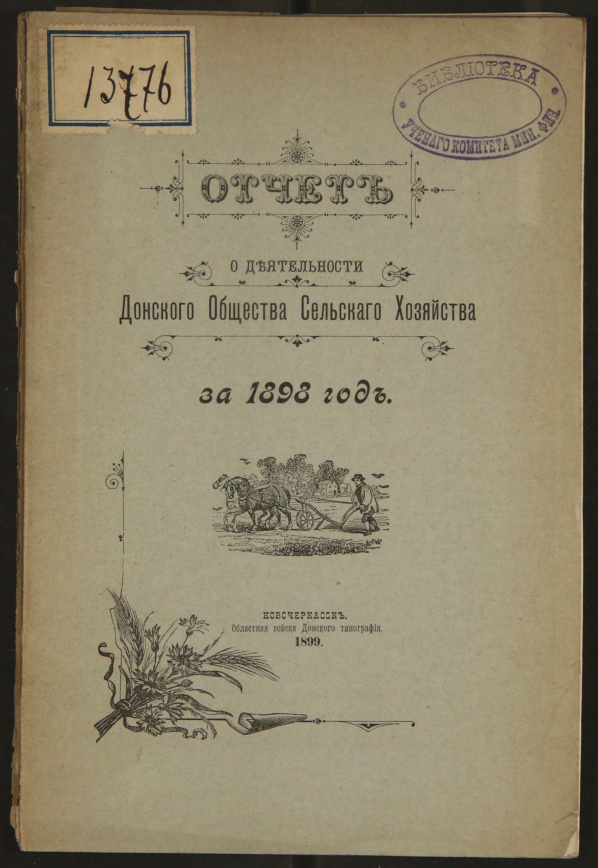 13776
БИБЛІОТЕКА
УЧЕНАГО КОМИТЕТА МИН. ФИН.
ОТЧЕТЪ
О ДѢЯТЕЛЬНОСТИ
Донского Общества Сельскаго Хозяйства
за 1898 годъ.
НОВОЧЕРКАССКЪ.
Областная войска Донского типографія.
1899.